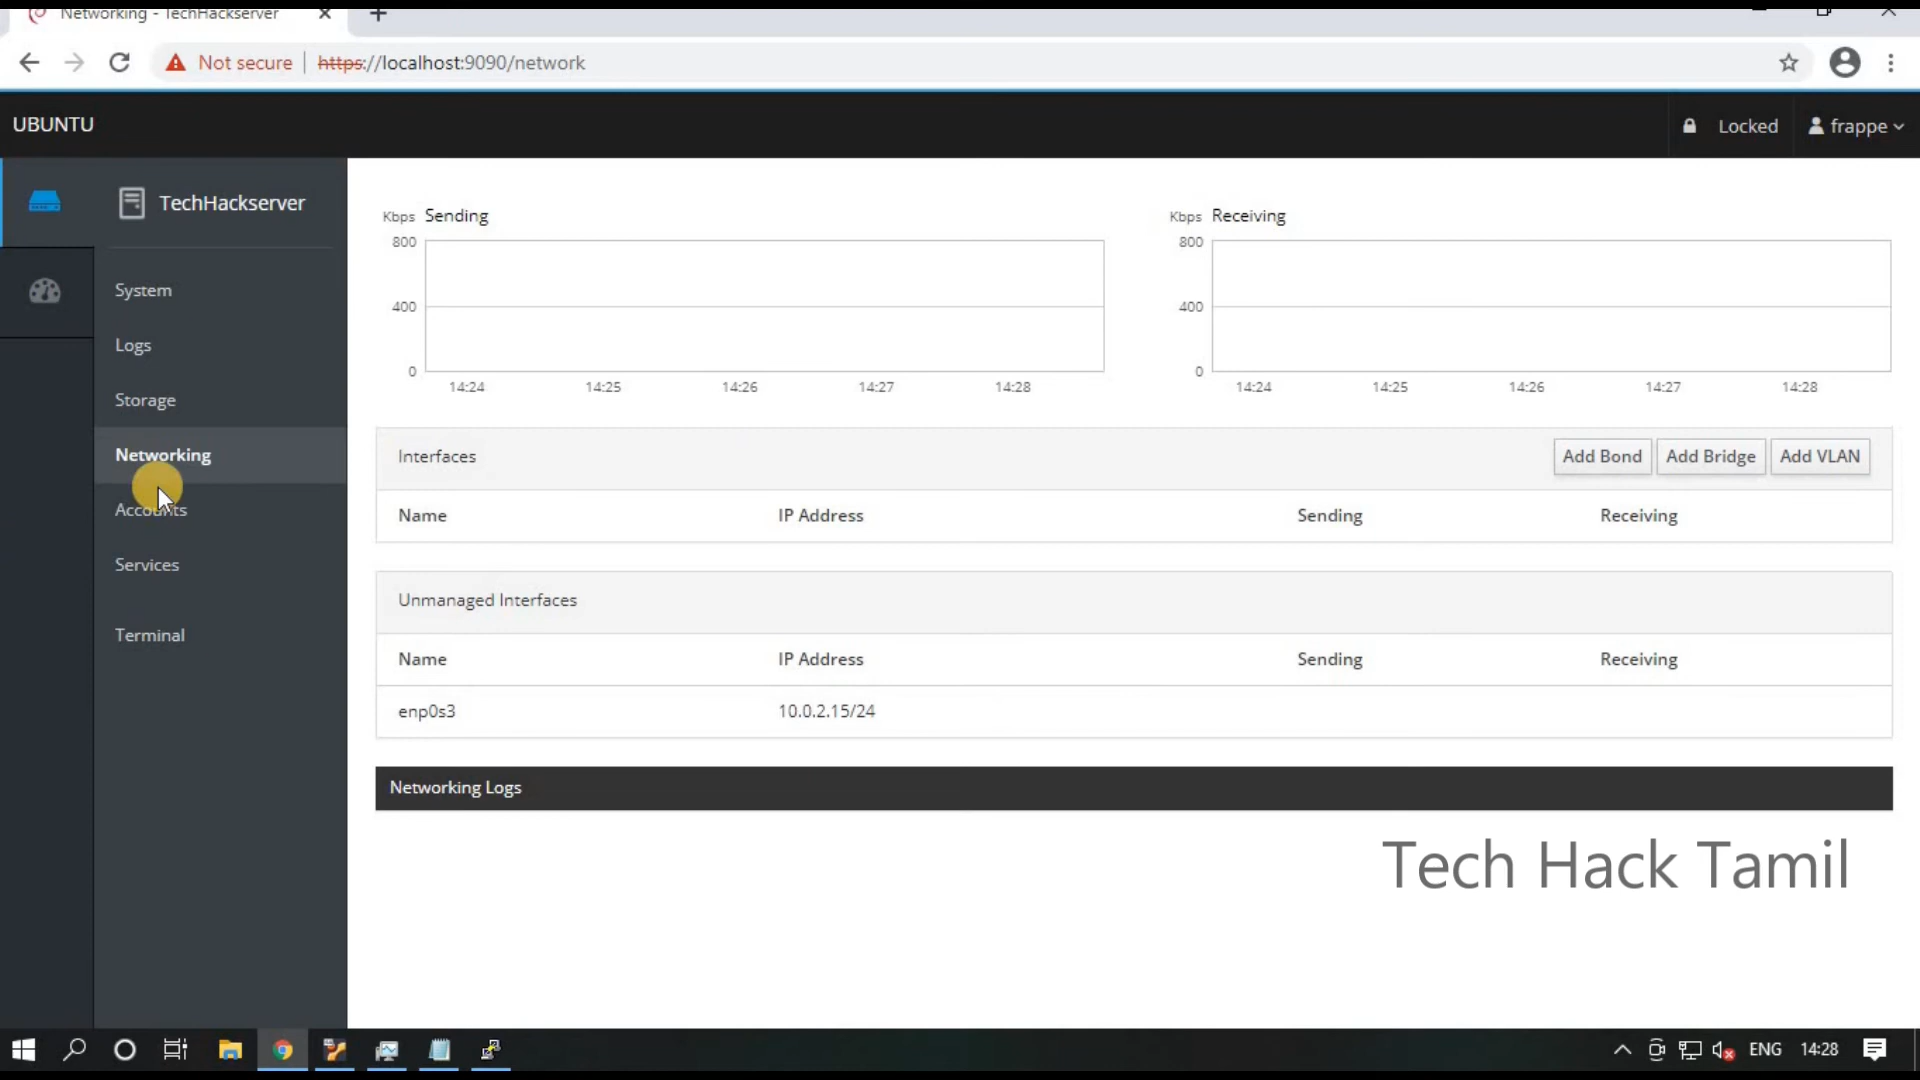 Networking - TechHackserver
Not secure | https://localhost:9090/network
UBUNTU
Locked
frappe
TechHackserver
System
Logs
Storage
Networking
Accounts
Services
Terminal
Kbps Sending
800
400
0
14:24 14:25 14:26 14:27 14:28
Kbps Receiving
800
400
0
14:24 14:25 14:26 14:27 14:28
Interfaces
Add Bond Add Bridge Add VLAN
Name IP Address Sending Receiving
Unmanaged Interfaces
Name IP Address Sending Receiving
enp0s3 10.0.2.15/24
Networking Logs
Tech Hack Tamil
ENG 14:28